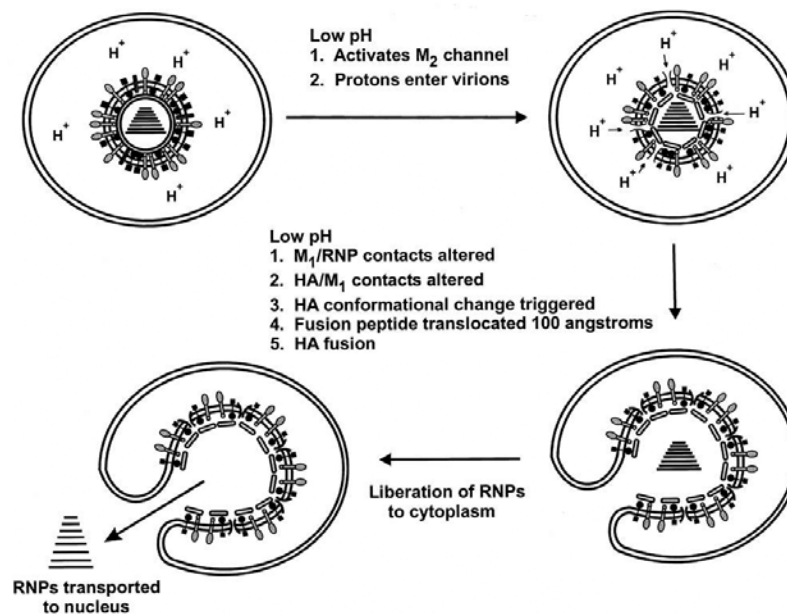 H+
H+
H+
H+
H+
Low pH
1. Activates M2 channel
2. Protons enter virions
H+
H+
H+
H+
H+
H+
H+
Low pH
1. M1/RNP contacts altered
2. HA/M1 contacts altered
3. HA conformational change triggered
4. Fusion peptide translocated 100 angstroms
5. HA fusion
Liberation of RNPs
to cytoplasm
RNPs transported
to nucleus